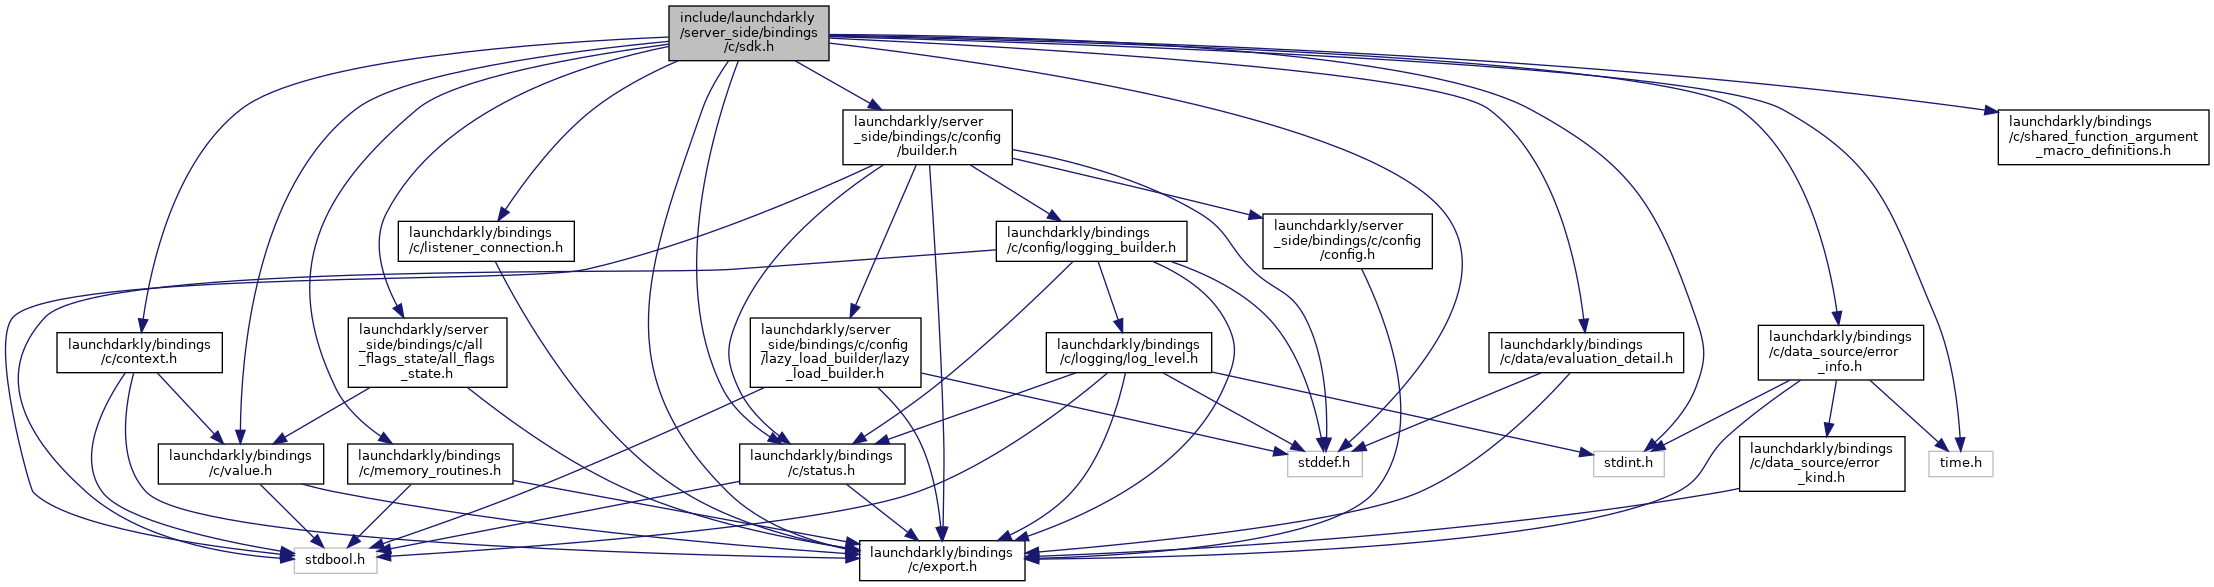 include/launchdarkly
/server_side/bindings
/c/sdk.h
launchdarkly/server
_side/bindings/c/config
/builder.h
launchdarkly/bindings
/c/shared_function_argument
_macro_definitions.h
launchdarkly/bindings
/c/listener_connection.h
launchdarkly/bindings
/c/config/logging_builder.h
launchdarkly/server
_side/bindings/c/config
/config.h
launchdarkly/bindings
/c/context.h
launchdarkly/server
_side/bindings/c/all
_flags_state/all_flags
_state.h
launchdarkly/server
_side/bindings/c/config
/lazy_load_builder/lazy
_load_builder.h
launchdarkly/bindings
/c/logging/log_level.h
launchdarkly/bindings
/c/data/evaluation_detail.h
launchdarkly/bindings
/c/data_source/error
_info.h
launchdarkly/bindings
/c/value.h
launchdarkly/bindings
/c/memory_routines.h
launchdarkly/bindings
/c/status.h
stddef.h
stdint.h
launchdarkly/bindings
/c/data_source/error
_kind.h
time.h
stdbool.h
launchdarkly/bindings
/c/export.h